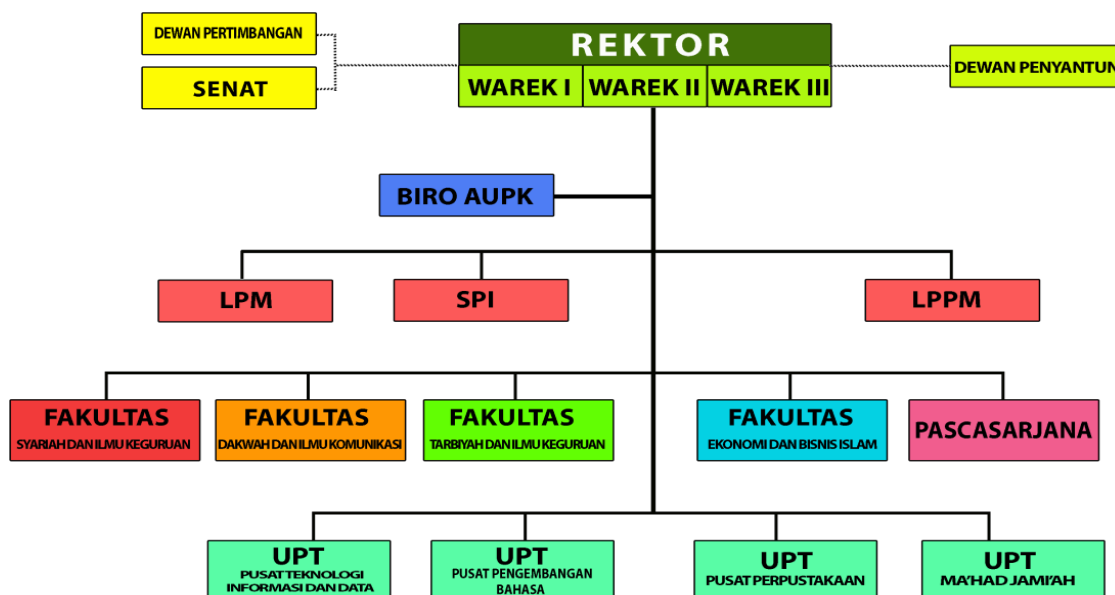 DEWAN PERTIMBANGAN
SENAT
REKTOR
WAREK I
WAREK II
WAREK III
DEWAN PENYANTUN
BIRO AUPK
LPM
SPI
LPPM
FAKULTAS
SYARIAH DAN ILMU KEGURUAN
FAKULTAS
DAKWAH DAN ILMU KOMUNIKASI
FAKULTAS
TARBIYAH DAN ILMU KEGURUAN
FAKULTAS
EKONOMI DAN BISNIS ISLAM
PASCASARJANA
UPT
PUSAT TEKNOLOGI
INFORMASI DAN DATA
UPT
PUSAT PENGEMBANGAN
BAHASA
UPT
PUSAT PERPUSTAKAAN
UPT
MA'HAD JAMI'AH